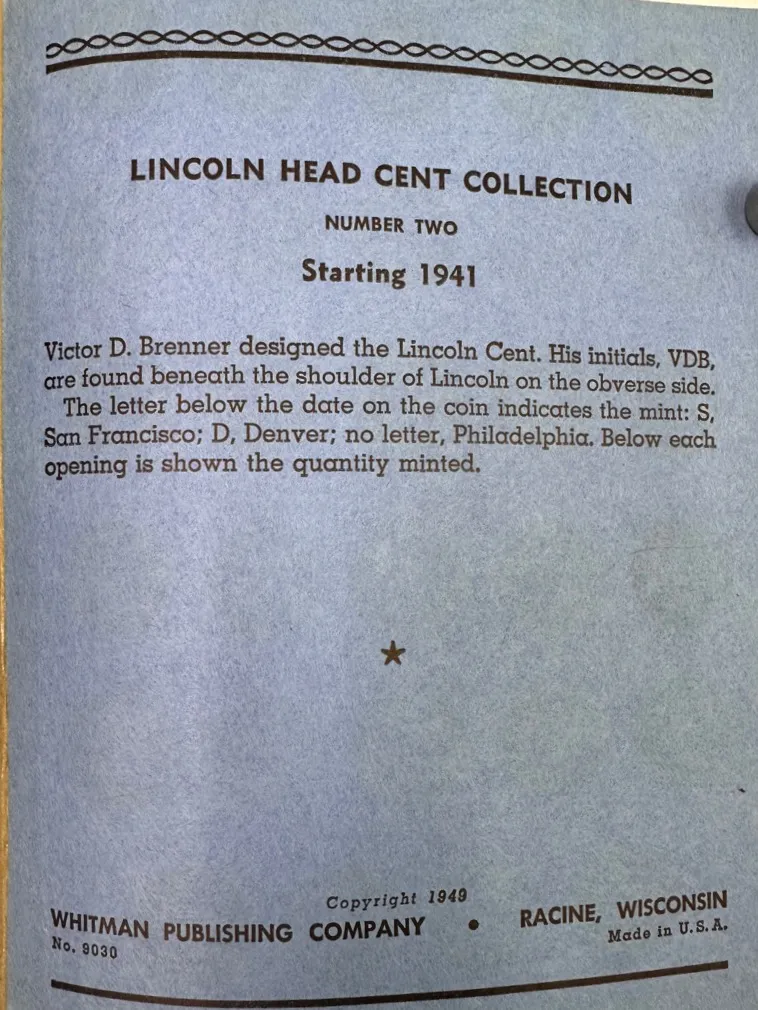 LINCOLN HEAD CENT COLLECTION
NUMBER TWO
Starting 1941
Victor D. Brenner designed the Lincoln Cent. His initials, VDB,
are found beneath the shoulder of Lincoln on the obverse side.
The letter below the date on the coin indicates the mint: S,
San Francisco; D, Denver; no letter, Philadelphia. Below each
opening is shown the quantity minted.
Copyright 1949
WHITMAN PUBLISHING COMPANY • RACINE, WISCONSIN
No. 9030 Made in U.S.A.